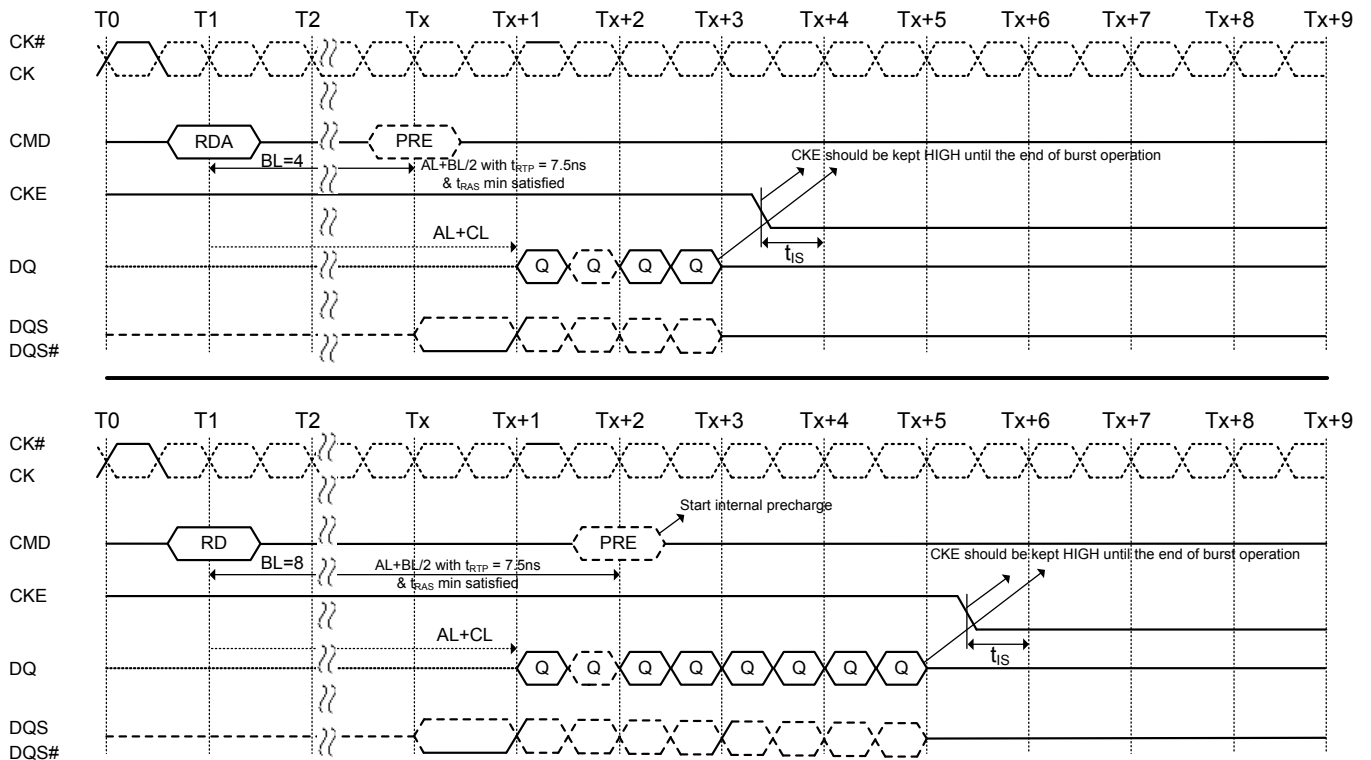 T0 T1 T2 Tx Tx+1 Tx+2 Tx+3 Tx+4 Tx+5 Tx+6 Tx+7 Tx+8 Tx+9
CK#
CK
CMD RDA PRE
BL=4 AL+BL/2 with tRTP = 7.5ns
& tRAS min satisfied
CKE should be kept HIGH until the end of burst operation
CKE
AL+CL
tIS
DQ Q Q Q Q
DQS
DQS#
T0 T1 T2 Tx Tx+1 Tx+2 Tx+3 Tx+4 Tx+5 Tx+6 Tx+7 Tx+8 Tx+9
CK#
CK
Start internal precharge
CMD RD PRE
CKE should be kept HIGH until the end of burst operation
BL=8 AL+BL/2 with tRTP = 7.5ns
& tRAS min satisfied
CKE
AL+CL
tIS
DQ Q Q Q Q Q Q Q Q
DQS
DQS#